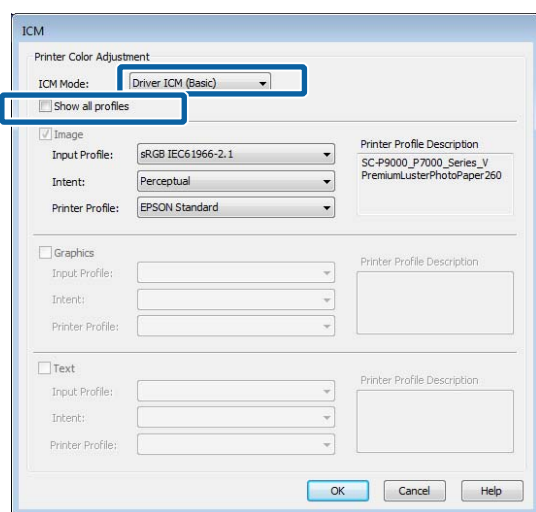 ICM
Printer Color Adjustment
ICM Mode: Driver ICM (Basic)
Show all profiles
Image
Input Profile: sRGB IEC61966-2.1
Intent: Perceptual
Printer Profile: EPSON Standard
Printer Profile Description
SC-P9000_P7000_Series_V
PremiumLusterPhotoPaper260
Graphics
Input Profile:
Intent:
Printer Profile:
Printer Profile Description
Text
Input Profile:
Intent:
Printer Profile:
Printer Profile Description
OK Cancel Help